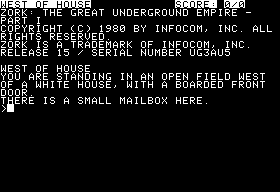 WEST OF HOUSE SCORE: 0/0
ZORK: THE GREAT UNDERGROUND EMPIRE -
PART I
COPYRIGHT (C) 1980 BY INFOCOM, INC. ALL
RIGHTS RESERVED.
ZORK IS A TRADEMARK OF INFOCOM, INC.
RELEASE 15 / SERIAL NUMBER UG3AU5
WEST OF HOUSE
YOU ARE STANDING IN AN OPEN FIELD WEST
OF A WHITE HOUSE, WITH A BOARDED FRONT
DOOR.
THERE IS A SMALL MAILBOX HERE.
>